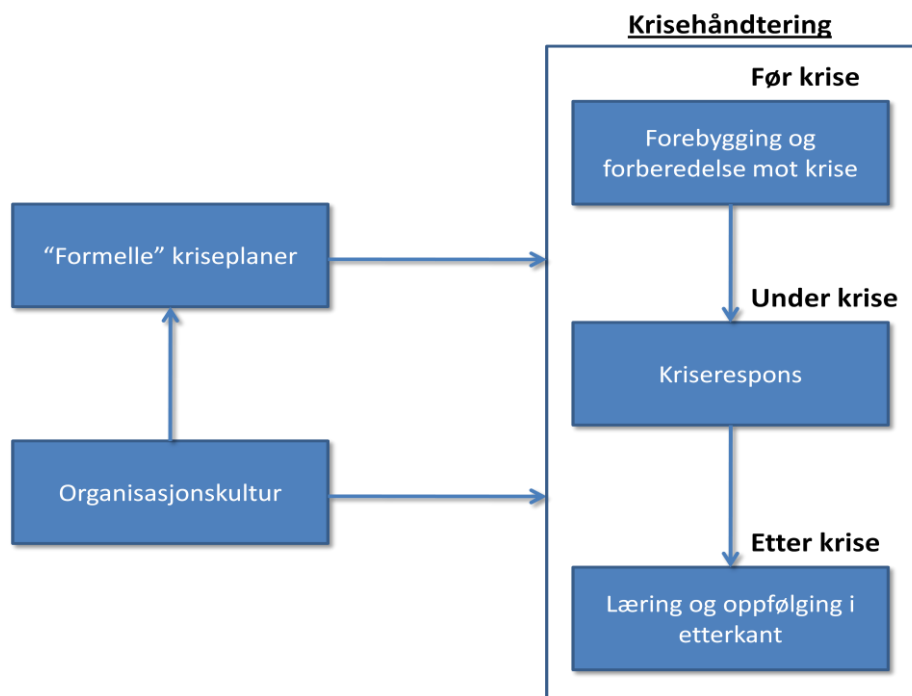 Krisehåndtering
Før krise
Forebygging og
forberedelse mot krise
“Formelle” kriseplaner
Under krise
Kriserespons
Organisasjonskultur
Etter krise
Læring og oppfølging i
etterkant